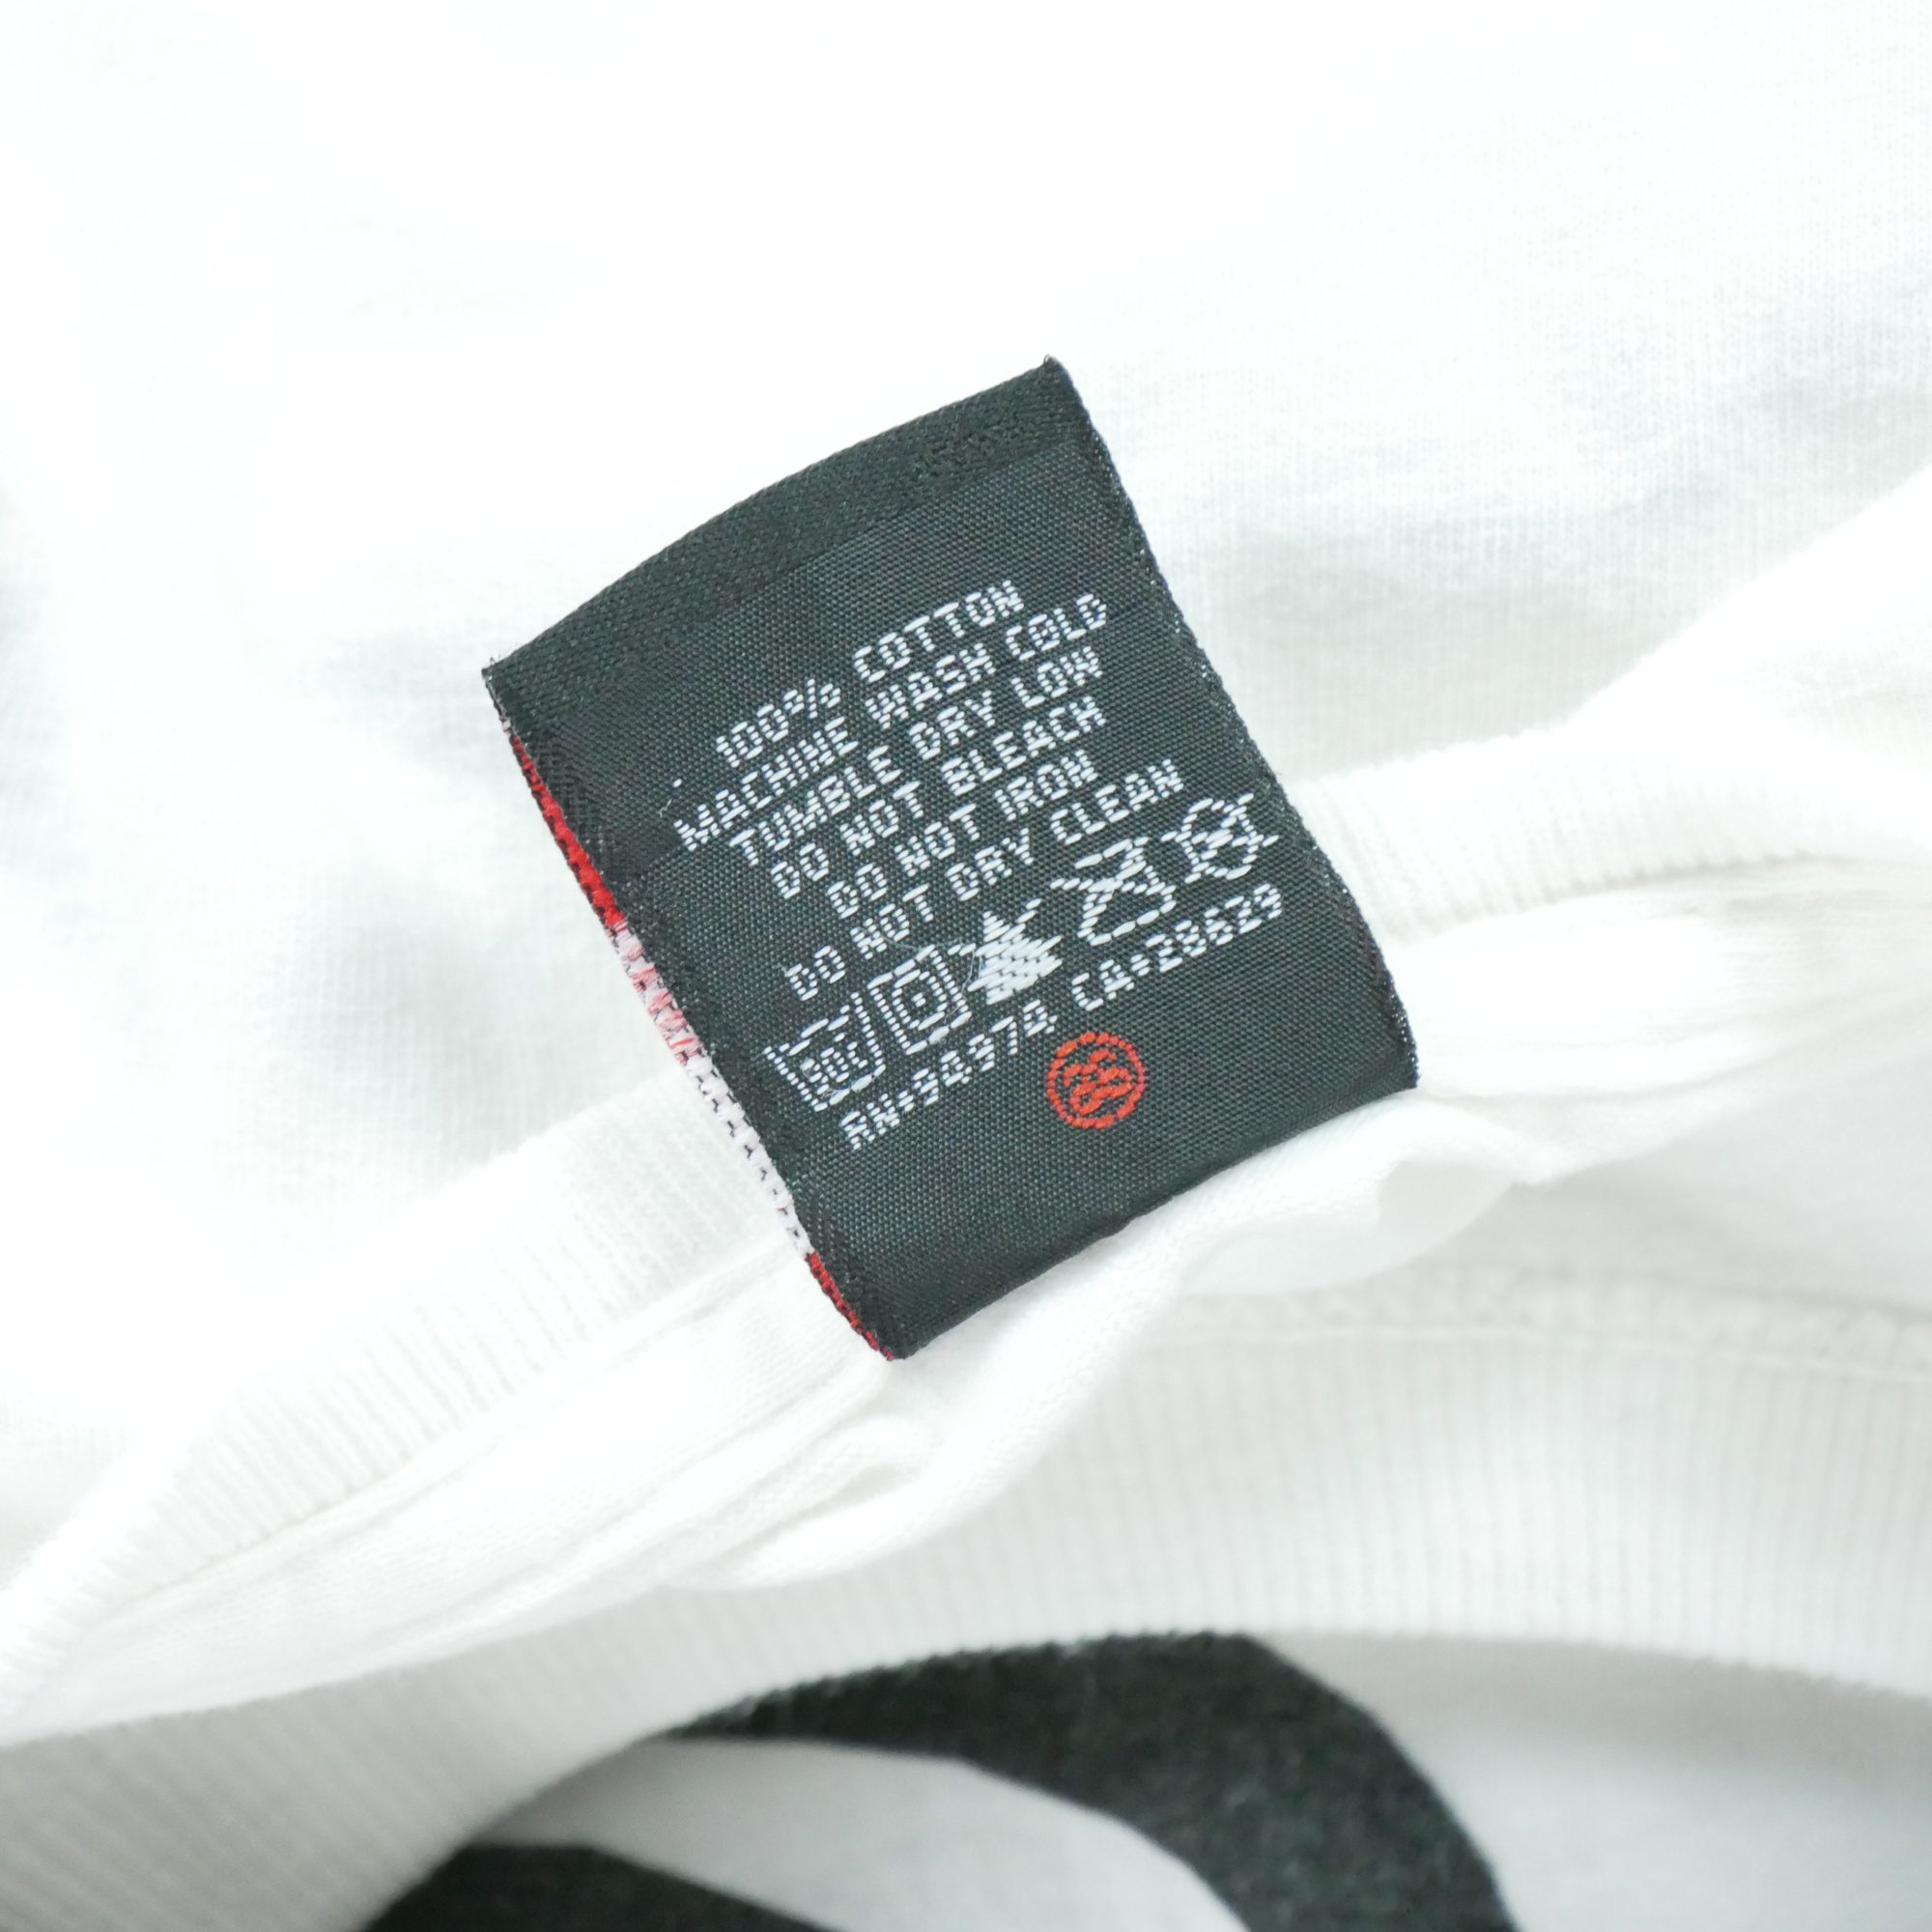 100% COTTON
MACHINE WASH COLD
TUMBLE DRY LOW
DO NOT BLEACH
DO NOT IRON
DO NOT DRY CLEAN
RN#94974 CA#28629